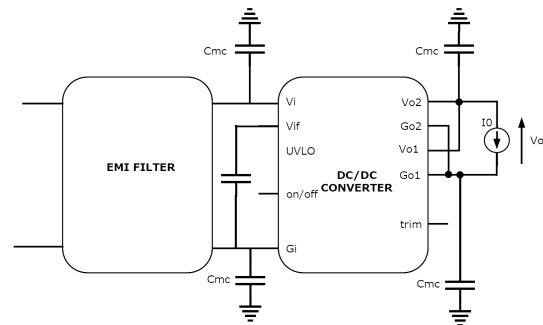 Cmc
Cmc
Vi
Vo2
Vif
Go2
I0
UVLO
Vo1
Vo
EMI FILTER
DC/DC
CONVERTER
Go1
on/off
trim
Gi
Cmc
Cmc